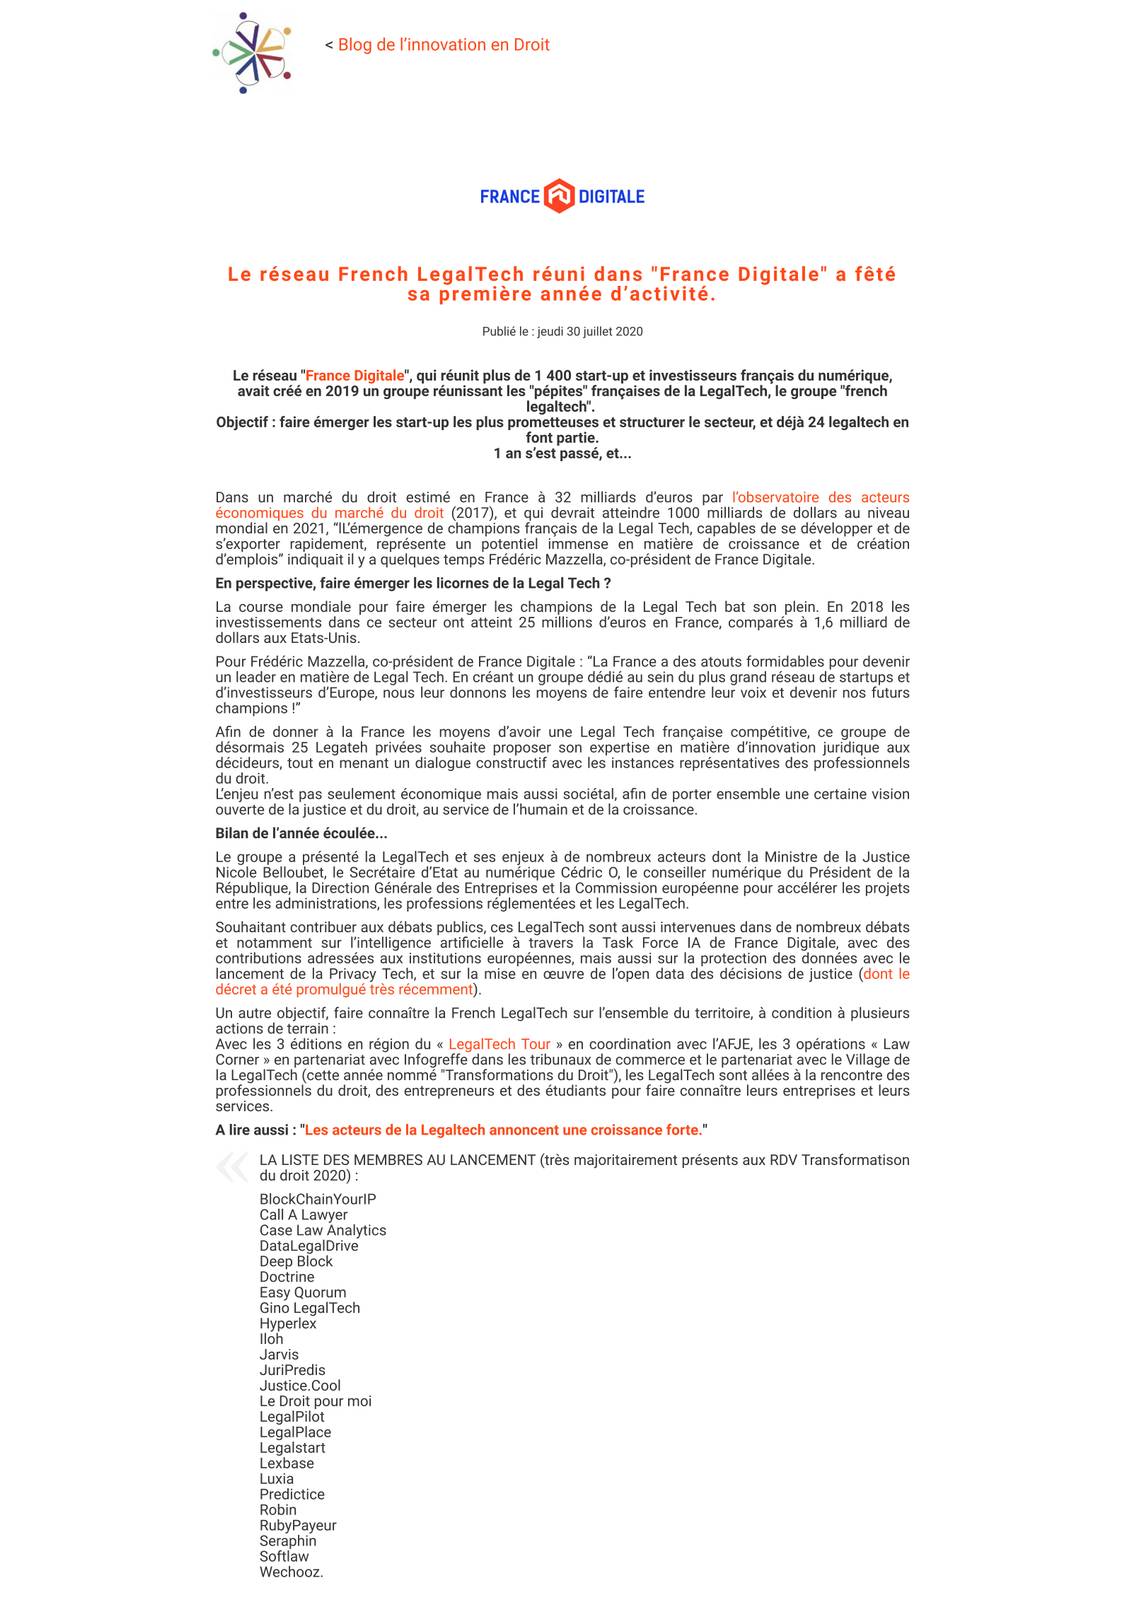 < Blog de l’innovation en Droit
FRANCE DIGITALE
Le réseau French LegalTech réuni dans "France Digitale" a fêté
sa première année d’activité.
Publié le : jeudi 30 juillet 2020
Le réseau "France Digitale", qui réunit plus de 1 400 start-up et investisseurs français du numérique,
avait créé en 2019 un groupe réunissant les "pépites" françaises de la LegalTech, le groupe "french
legaltech".
Objectif : faire émerger les start-up les plus prometteuses et structurer le secteur, et déjà 24 legaltech en
font partie.
1 an s’est passé, et...
Dans un marché du droit estimé en France à 32 milliards d’euros par l’observatoire des acteurs
économiques du marché du droit (2017), et qui devrait atteindre 1000 milliards de dollars au niveau
mondial en 2021, “lL’émergence de champions français de la Legal Tech, capables de se développer et de
s’exporter rapidement, représente un potentiel immense en matière de croissance et de création
d’emplois” indiquait il y a quelques temps Frédéric Mazzella, co-président de France Digitale.
En perspective, faire émerger les licornes de la Legal Tech ?
La course mondiale pour faire émerger les champions de la Legal Tech bat son plein. En 2018 les
investissements dans ce secteur ont atteint 25 millions d’euros en France, comparés à 1,6 milliard de
dollars aux Etats-Unis.
Pour Frédéric Mazzella, co-président de France Digitale : “La France a des atouts formidables pour devenir
un leader en matière de Legal Tech. En créant un groupe dédié au sein du plus grand réseau de startups et
d’investisseurs d’Europe, nous leur donnons les moyens de faire entendre leur voix et devenir nos futurs
champions !”
Afin de donner à la France les moyens d’avoir une Legal Tech française compétitive, ce groupe de
désormais 25 Legateh privées souhaite proposer son expertise en matière d’innovation juridique aux
décideurs, tout en menant un dialogue constructif avec les instances représentatives des professionnels
du droit.
L’enjeu n’est pas seulement économique mais aussi sociétal, afin de porter ensemble une certaine vision
ouverte de la justice et du droit, au service de l’humain et de la croissance.
Bilan de l’année écoulée...
Le groupe a présenté la LegalTech et ses enjeux à de nombreux acteurs dont la Ministre de la Justice
Nicole Belloubet, le Secrétaire d’Etat au numérique Cédric O, le conseiller numérique du Président de la
République, la Direction Générale des Entreprises et la Commission européenne pour accélérer les projets
entre les administrations, les professions réglementées et les LegalTech.
Souhaitant contribuer aux débats publics, ces LegalTech sont aussi intervenues dans de nombreux débats
et notamment sur l’intelligence artificielle à travers la Task Force IA de France Digitale, avec des
contributions adressées aux institutions européennes, mais aussi sur la protection des données avec le
lancement de la Privacy Tech, et sur la mise en œuvre de l’open data des décisions de justice (dont le
décret a été promulgué très récemment).
Un autre objectif, faire connaître la French LegalTech sur l’ensemble du territoire, à condition à plusieurs
actions de terrain :
Avec les 3 éditions en région du « LegalTech Tour » en coordination avec l’AFJE, les 3 opérations « Law
Corner » en partenariat avec Infogreffe dans les tribunaux de commerce et le partenariat avec le Village de
la LegalTech (cette année nommé "Transformations du Droit"), les LegalTech sont allées à la rencontre des
professionnels du droit, des entrepreneurs et des étudiants pour faire connaître leurs entreprises et leurs
services.
A lire aussi : "Les acteurs de la Legaltech annoncent une croissance forte."
LA LISTE DES MEMBRES AU LANCEMENT (très majoritairement présents aux RDV Transformatison
du droit 2020) :
BlockChainYourIP
Call A Lawyer
Case Law Analytics
DataLegalDrive
Deep Block
Doctrine
Easy Quorum
Gino LegalTech
Hyperlex
Iloh
Jarvis
JuriPredis
Justice.Cool
Le Droit pour moi
LegalPilot
LegalPlace
Legalstart
Lexbase
Luxia
Predictice
Robin
RubyPayeur
Seraphin
Softlaw
Wechooz.